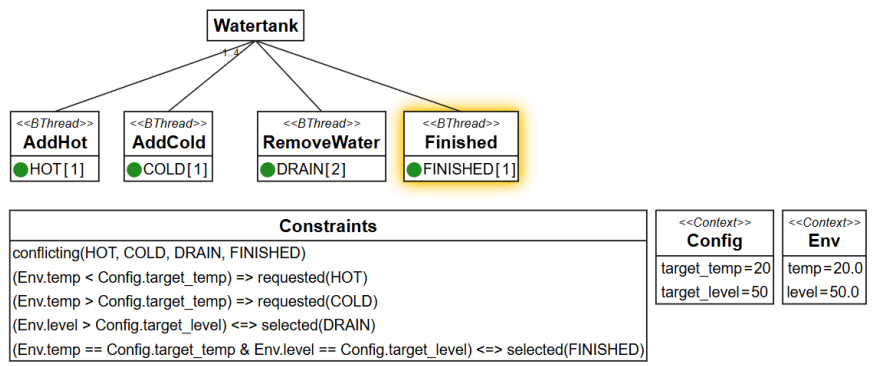 Watertank
1..4
<<BThread>>
AddHot
HOT[1]
<<BThread>>
AddCold
COLD[1]
<<BThread>>
RemoveWater
DRAIN[2]
<<BThread>>
Finished
FINISHED[1]
Constraints
conflicting(HOT, COLD, DRAIN, FINISHED)
(Env.temp < Config.target_temp) => requested(HOT)
(Env.temp > Config.target_temp) => requested(COLD)
(Env.level > Config.target_level) <=> selected(DRAIN)
(Env.temp == Config.target_temp & Env.level == Config.target_level) <=> selected(FINISHED)
<<Context>>
Config
target_temp=20
target_level=50
<<Context>>
Env
temp=20.0
level=50.0